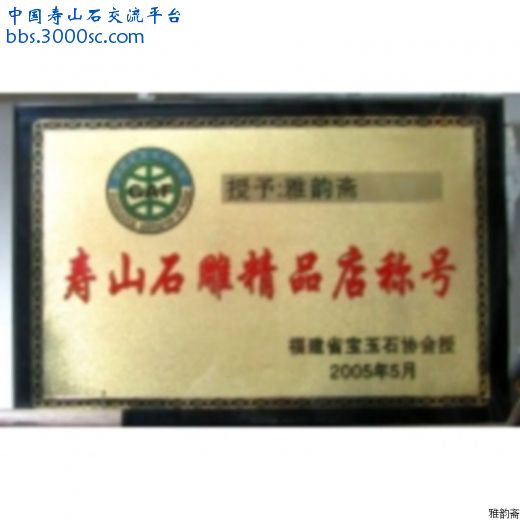 中国寿山石交流平台
bbs.3000sc.com
GAF
授予:雅韵斋
寿山石雕精品店称号
福建省宝玉石协会授
2005年5月
雅韵斋